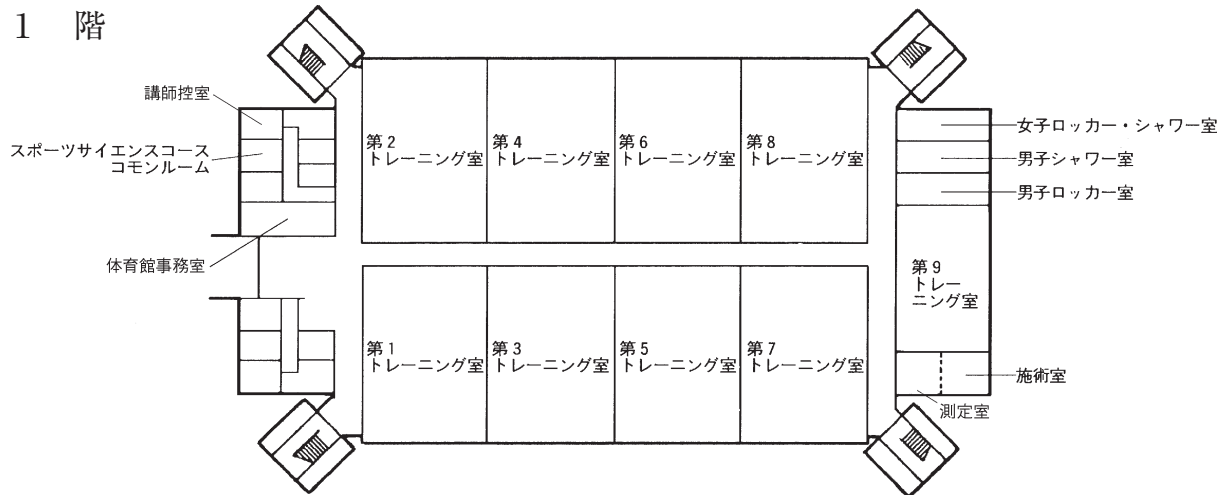 1 階
講師控室
スポーツサイエンスコース
コモンルーム
体育館事務室
第2
トレーニング室
第4
トレーニング室
第6
トレーニング室
第8
トレーニング室
第1
トレーニング室
第3
トレーニング室
第5
トレーニング室
第7
トレーニング室
女子ロッカー・シャワー室
男子シャワー室
男子ロッカー室
第9
トレー
ニング室
施術室
測定室